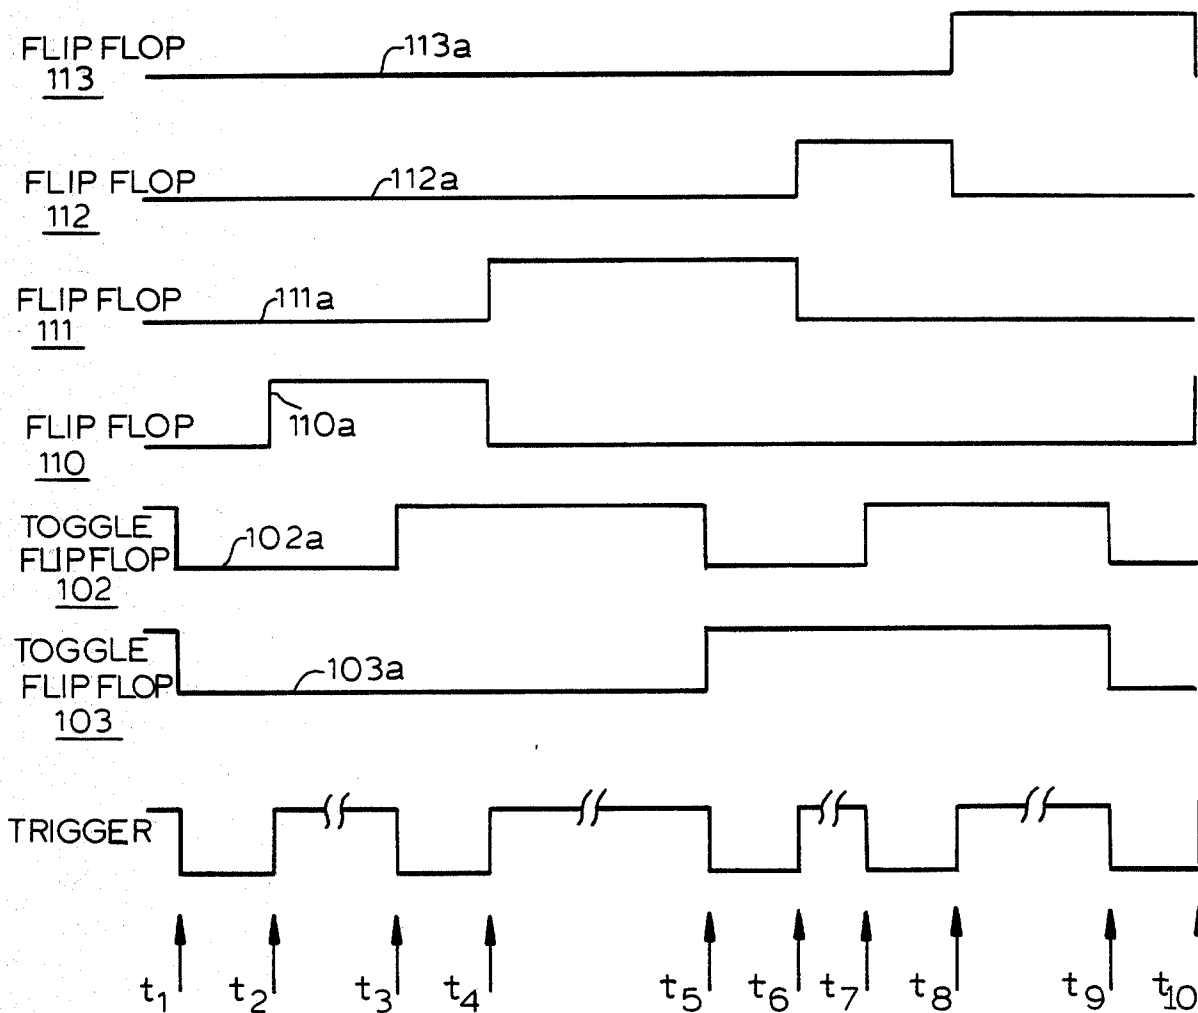 FLIP FLOP
113
113a
FLIP FLOP
112
112a
FLIP FLOP
111
111a
FLIP FLOP
110
110a
TOGGLE
FLIP FLOP
102
102a
TOGGLE
FLIP FLOP
103
103a
TRIGGER
t1 t2 t3 t4 t5 t6 t7 t8 t9 t10